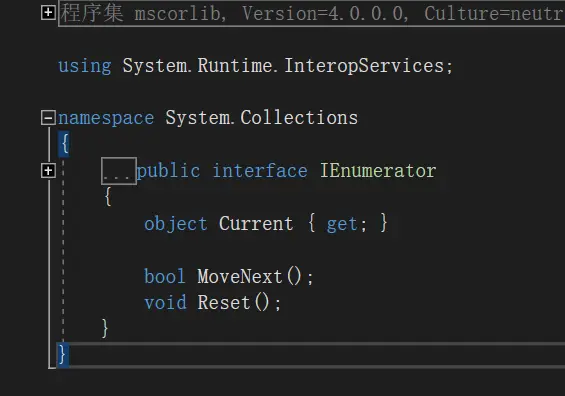 程序集 mscorlib, Version=4.0.0.0, Culture=neutr
using System.Runtime.InteropServices;
namespace System.Collections
{
...public interface IEnumerator
{
object Current { get; }
bool MoveNext();
void Reset();
}
}